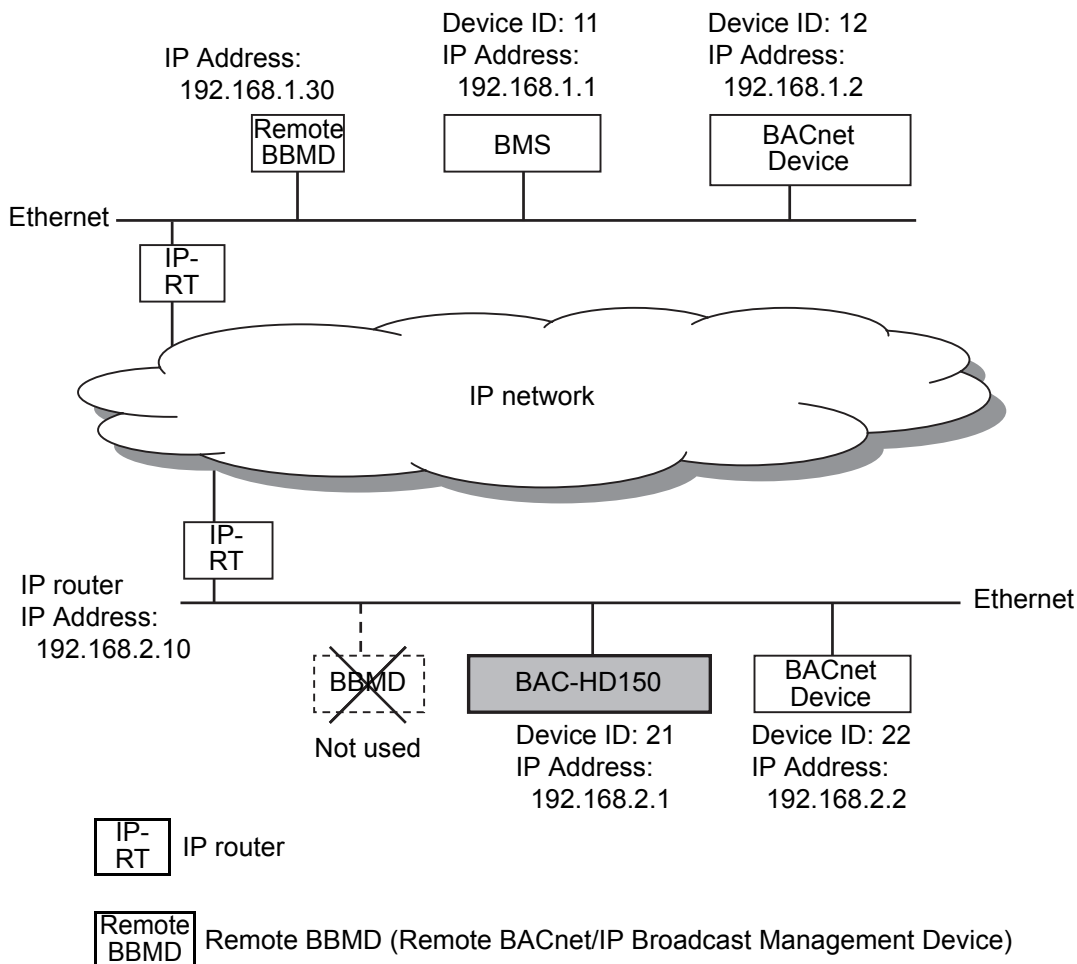 Device ID: 11
IP Address:
192.168.1.1
Device ID: 12
IP Address:
192.168.1.2
IP Address:
192.168.1.30
Remote
BBMD
BMS
BACnet
Device
Ethernet
IP-
RT
IP network
IP-
RT
IP router
IP Address:
192.168.2.10
Ethernet
BBMD
Not used
BAC-HD150
Device ID: 21
IP Address:
192.168.2.1
BACnet
Device
Device ID: 22
IP Address:
192.168.2.2
IP-
RT
IP router
Remote
BBMD
Remote BBMD (Remote BACnet/IP Broadcast Management Device)